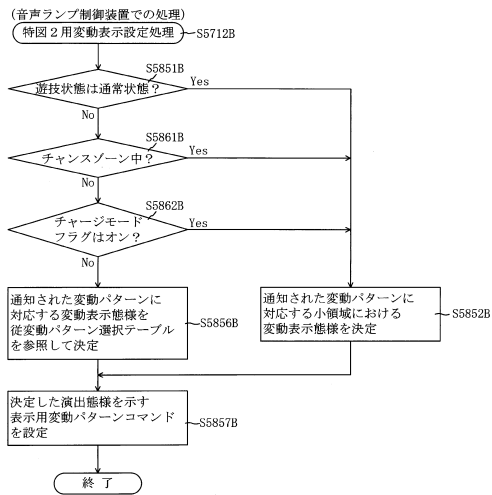 (音声ランプ制御装置での処理)
特図2用変動表示設定処理
S5712B
S5851B
遊技状態は通常状態?
Yes
No
S5861B
チャンスゾーン中?
Yes
No
S5862B
チャージモード
フラグはオン?
Yes
No
通知された変動パターンに
対応する変動表示態様を
従変動パターン選択テーブル
を参照して決定
S5856B
通知された変動パターンに
対応する小領域における
変動表示態様を決定
S5852B
決定した演出態様を示す
表示用変動パターンコマンド
を設定
S5857B
終了